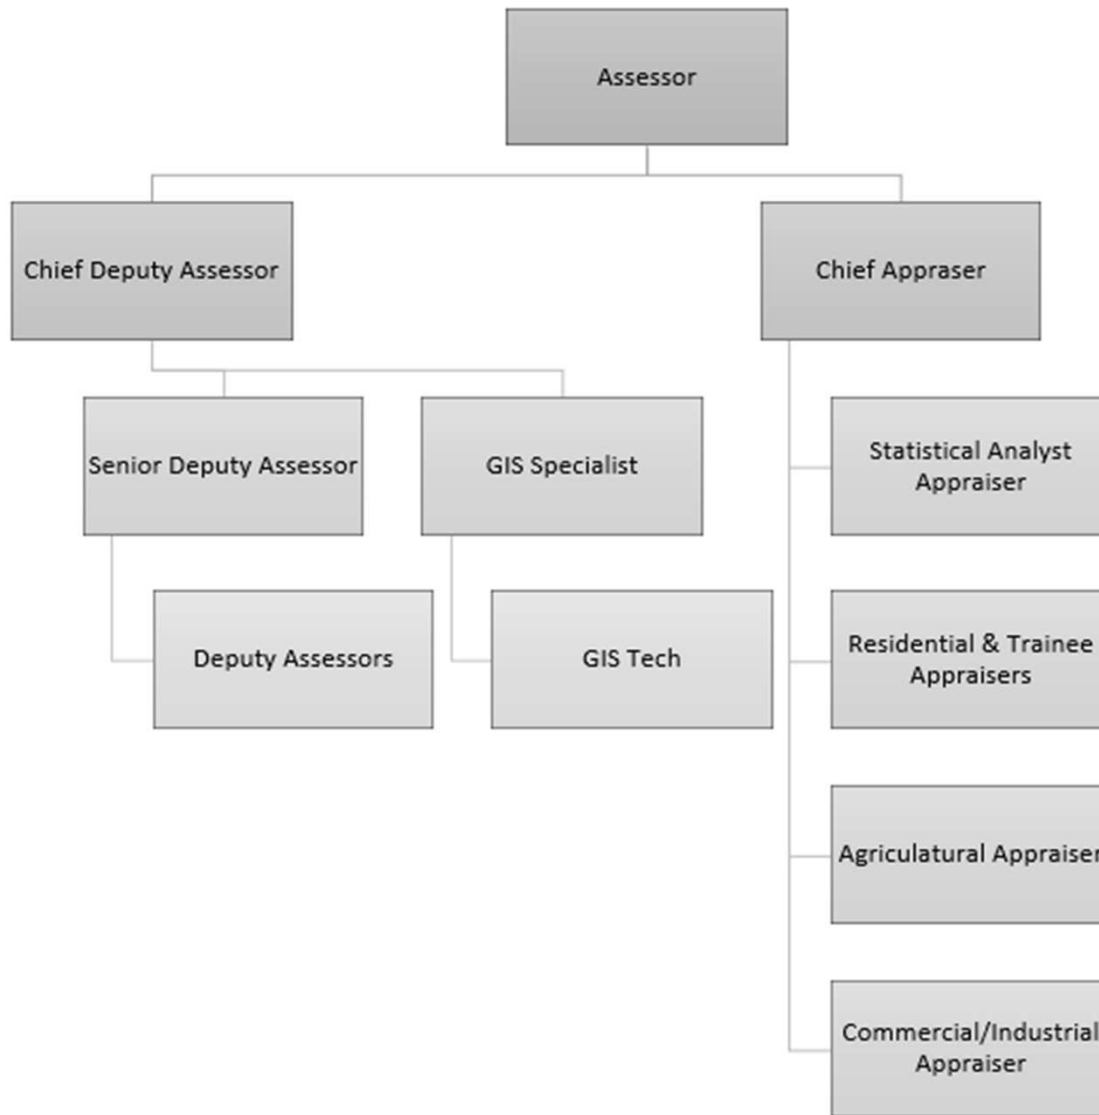 Assessor
Chief Deputy Assessor
Chief Appraser
Senior Deputy Assessor
GIS Specialist
Statistical Analyst
Appraiser
Deputy Assessors
GIS Tech
Residential & Trainee
Appraisers
Agriculatural Appraiser
Commercial/Industrial
Appraiser